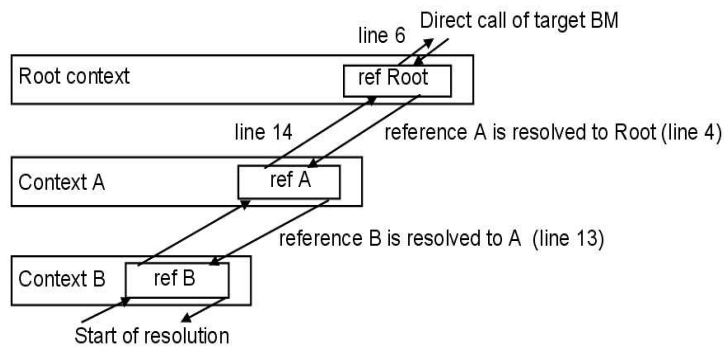 Direct call of target BM
line 6
Root context
ref Root
line 14
reference A is resolved to Root (line 4)
Context A
ref A
reference B is resolved to A (line 13)
Context B
ref B
Start of resolution